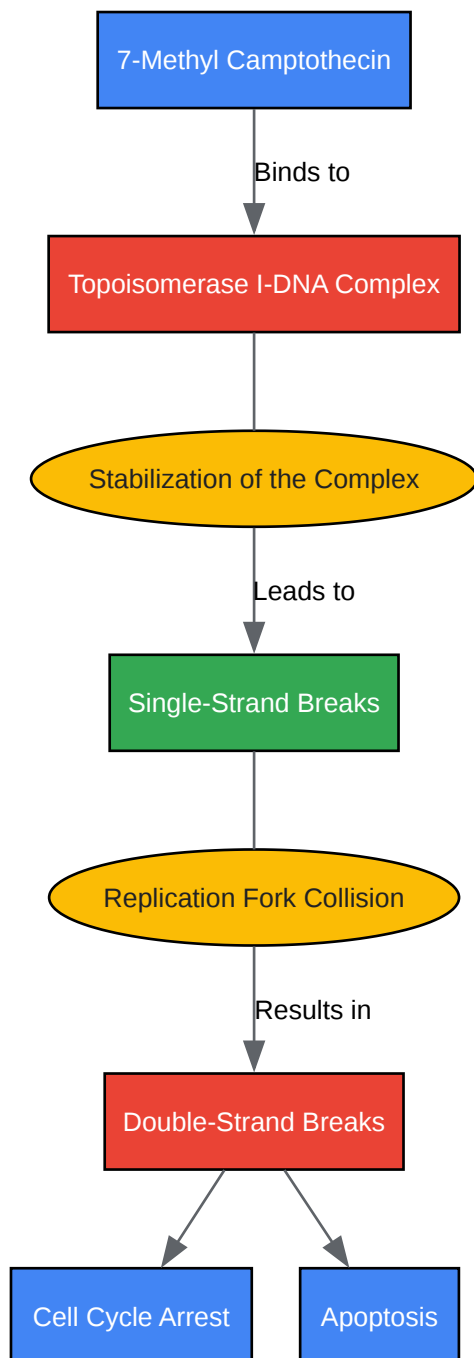 7-Methyl Camptothecin
Binds to
Topoisomerase I-DNA Complex
Stabilization of the Complex
Leads to
Single-Strand Breaks
Replication Fork Collision
Results in
Double-Strand Breaks
Cell Cycle Arrest
Apoptosis